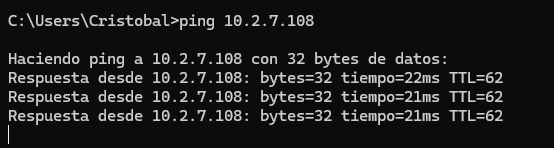 C:\Users\Cristobal>ping 10.2.7.108
Haciendo ping a 10.2.7.108 con 32 bytes de datos:
Respuesta desde 10.2.7.108: bytes=32 tiempo=22ms TTL=62
Respuesta desde 10.2.7.108: bytes=32 tiempo=21ms TTL=62
Respuesta desde 10.2.7.108: bytes=32 tiempo=21ms TTL=62